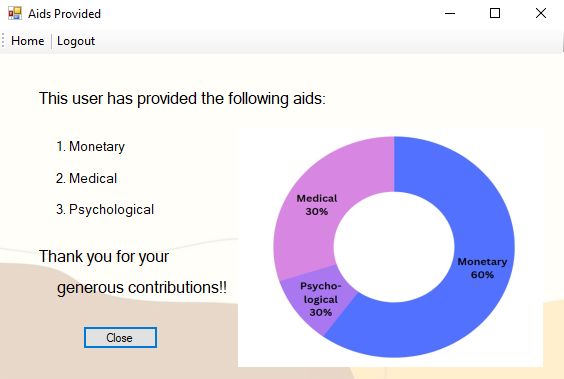 Aids Provided
Home
Logout
This user has provided the following aids:
1. Monetary
2. Medical
3. Psychological
Thank you for your
generous contributions!!
Close
Medical
30%
Psycho-
logical
30%
Monetary
60%